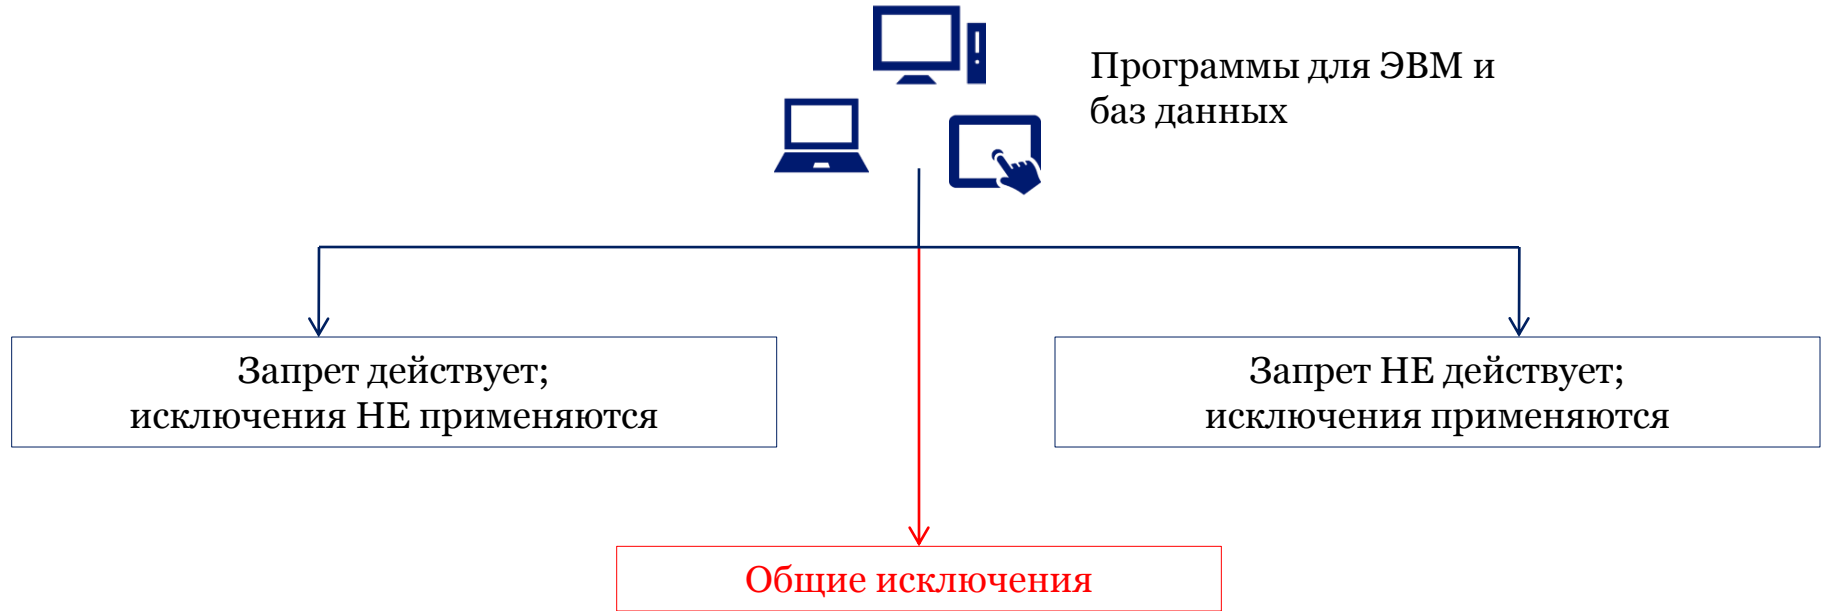 Программы для ЭВМ и
баз данных
Запрет действует;
исключения НЕ применяются
Запрет НЕ действует;
исключения применяются
Общие исключения